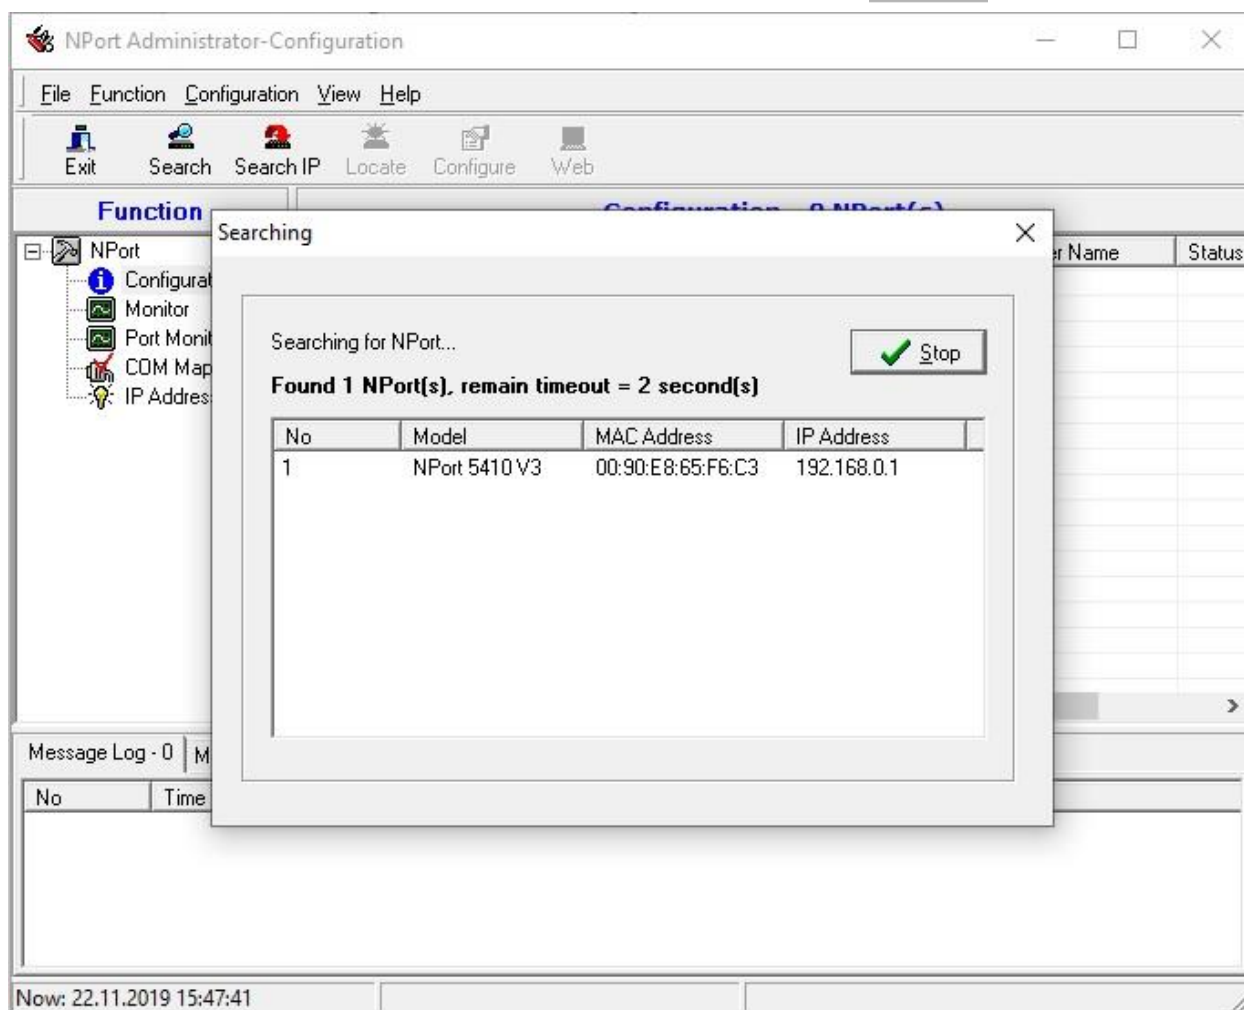 NPort Administrator-Configuration
File Function Configuration View Help
Exit Search Search IP Locate Configure Web
Function
Searching
NPort
Configurat
Monitor
Port Monit
COM Map
IP Addres
er Name Status
Searching for NPort...
Stop
Found 1 NPort(s), remain timeout = 2 second(s)
No Model MAC Address IP Address
1 NPort 5410 V3 00:90:E8:65:F6:C3 192.168.0.1
Message Log - 0 M
No Time
Now: 22.11.2019 15:47:41